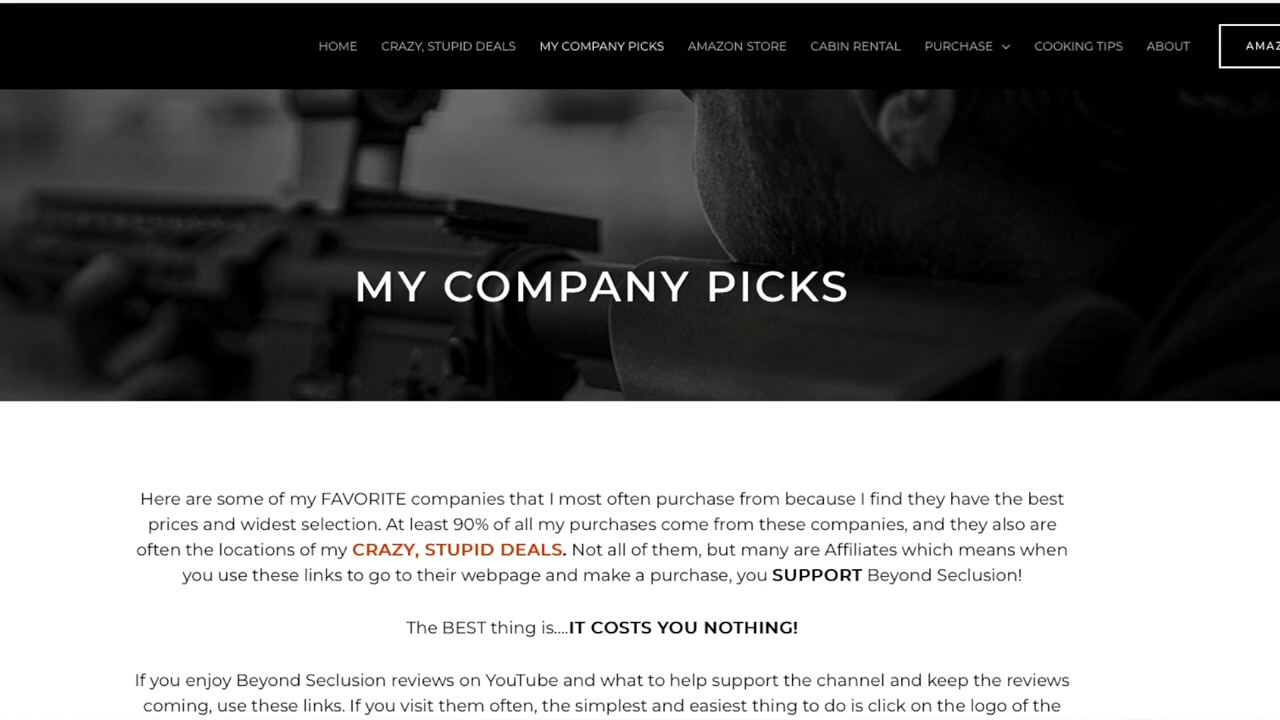 HOME CRAZY, STUPID DEALS MY COMPANY PICKS AMAZON STORE CABIN RENTAL PURCHASE COOKING TIPS ABOUT AMAZ
MY COMPANY PICKS
Here are some of my FAVORITE companies that I most often purchase from because I find they have the best
prices and widest selection. At least 90% of all my purchases come from these companies, and they also are
often the locations of my CRAZY, STUPID DEALS. Not all of them, but many are Affiliates which means when
you use these links to go to their webpage and make a purchase, you SUPPORT Beyond Seclusion!
The BEST thing is....IT COSTS YOU NOTHING!
If you enjoy Beyond Seclusion reviews on YouTube and what to help support the channel and keep the reviews
coming, use these links. If you visit them often, the simplest and easiest thing to do is click on the logo of the